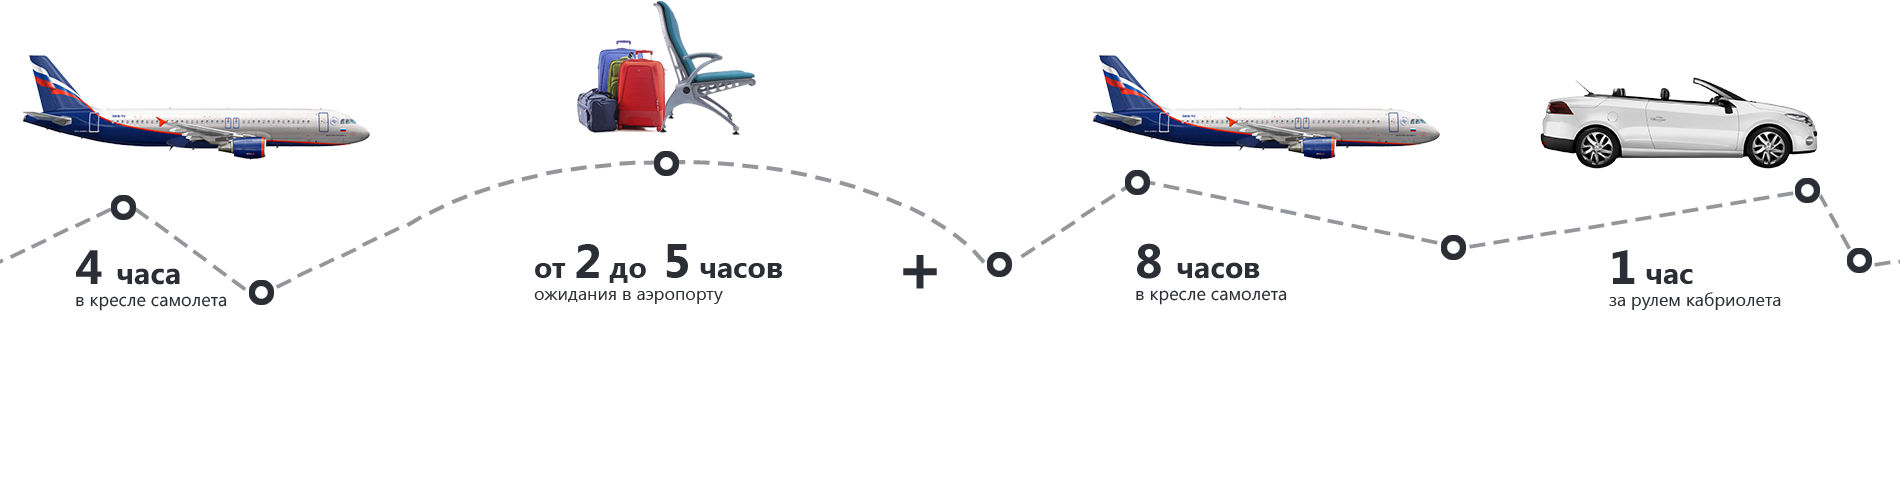 4 часа
в кресле самолета
от 2 до 5 часов
ожидания в аэропорту
+
8 часов
в кресле самолета
1 час
за рулем кабриолета